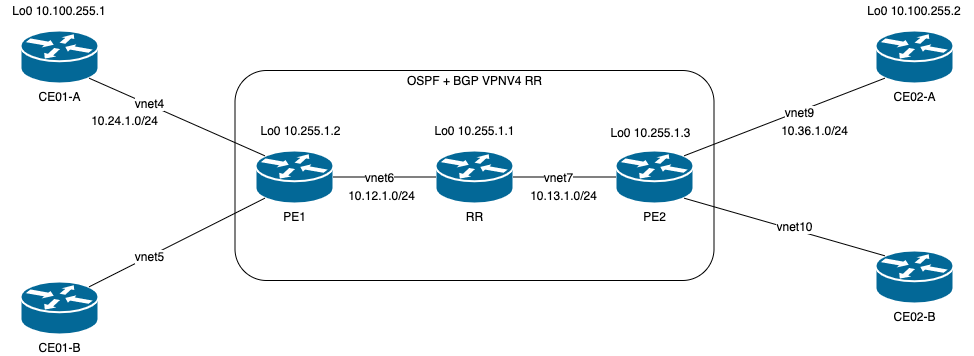 Lo0 10.100.255.1
Lo0 10.100.255.2
OSPF + BGP VPNV4 RR
CE01-A
CE02-A
vnet4
vnet9
10.24.1.0/24
10.36.1.0/24
Lo0 10.255.1.2
Lo0 10.255.1.1
Lo0 10.255.1.3
vnet6
vnet7
10.12.1.0/24
10.13.1.0/24
PE1
RR
PE2
vnet10
vnet5
CE02-B
CE01-B